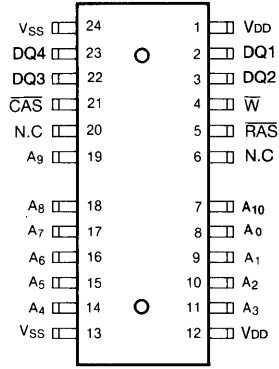 VSS 24 1 VDD
DQ4 23 2 DQ1
DQ3 22 3 DQ2
C̅A̅S̅ 21 4 W̅
N.C 20 5 R̅A̅S̅
A9 19 6 N.C
A8 18 7 A10
A7 17 8 A0
A6 16 9 A1
A5 15 10 A2
A4 14 11 A3
VSS 13 12 VDD